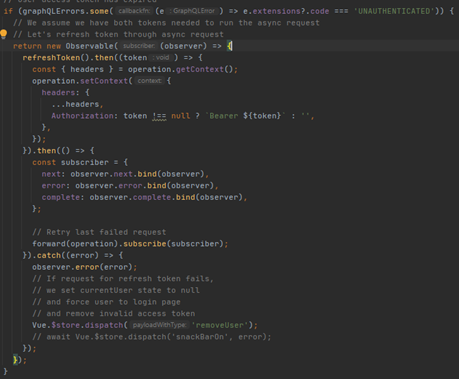 // User access token has expired
if (graphQLErrors.some( callbackfn: (e :GraphQLError ) => e.extensions?.code === 'UNAUTHENTICATED')) {
// We assume we have both tokens needed to run the async request
// Let's refresh token through async request
return new Observable( subscriber: (observer) => {
refreshToken().then((token :void ) => {
const { headers } = operation.getContext();
operation.setContext( context: {
headers: {
...headers,
Authorization: token !== null ? `Bearer ${token}` : '',
},
});
}).then(() => {
const subscriber = {
next: observer.next.bind(observer),
error: observer.error.bind(observer),
complete: observer.complete.bind(observer),
};
// Retry last failed request
forward(operation).subscribe(subscriber);
}).catch((error) => {
observer.error(error);
// If request for refresh token fails,
// we set currentUser state to null
// and force user to login page
// and remove invalid access token
Vue.$store.dispatch( payloadWithType: 'removeUser');
// await Vue.$store.dispatch('snackBarOn', error);
});
});
}